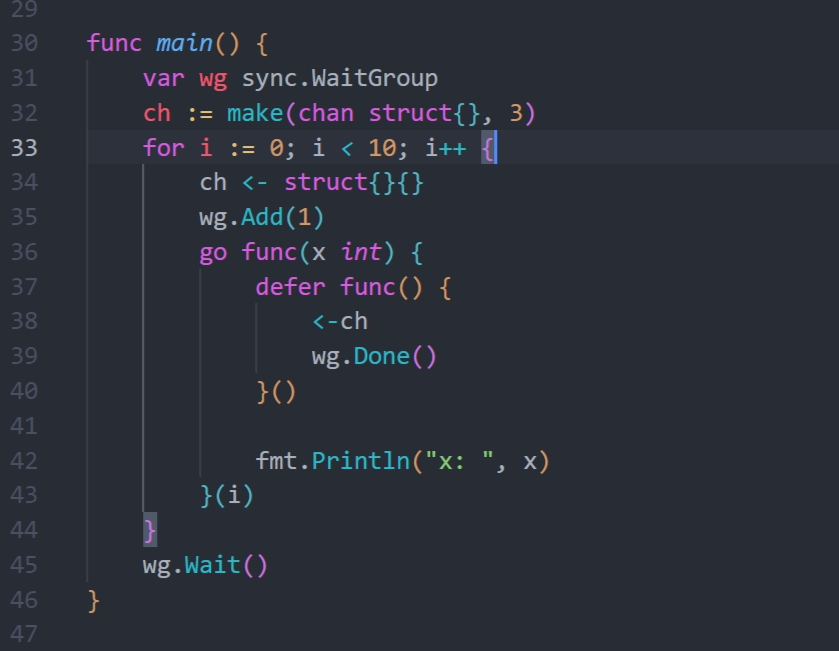 29
30 func main() {
31 var wg sync.WaitGroup
32 ch := make(chan struct{}, 3)
33 for i := 0; i < 10; i++ {
34 ch <- struct{}{}
35 wg.Add(1)
36 go func(x int) {
37 defer func() {
38 <-ch
39 wg.Done()
40 }()
41
42 fmt.Println("x: ", x)
43 }(i)
44 }
45 wg.Wait()
46 }
47